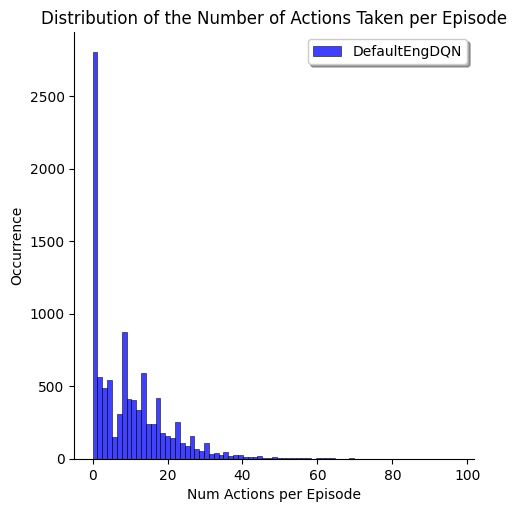 Distribution of the Number of Actions Taken per Episode
DefaultEngDQN
2500
2000
1500
1000
500
0
Occurrence
0 20 40 60 80 100
Num Actions per Episode